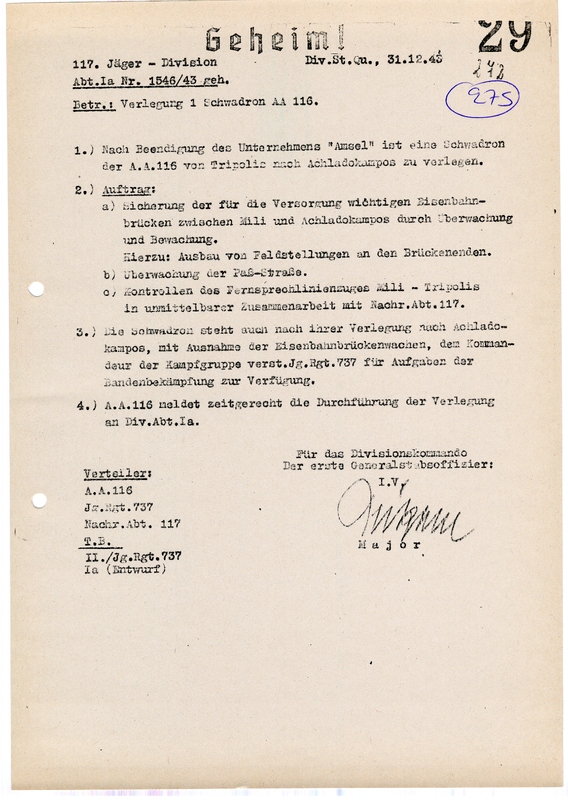 Geheim!
29
272
275
117. Jäger - Division
Div.St.Qu., 31.12.43
Abt.Ia Nr. 1546/43 geh.
Betr.: Verlegung 1 Schwadron AA 116.
1.) Nach Beendigung des Unternehmens "Amsel" ist eine Schwadron
der A.A.116 von Tripolis nach Achladokampos zu verlegen.
2.) Auftrag:
a) Sicherung der für die Versorgung wichtigen Eisenbahn-
brücken zwischen Mili und Achladokampos durch Überwachung
und Bewachung.
Hierzu: Ausbau von Feldstellungen an den Brückenenden.
b) Überwachung der Paß-Straße.
c) Kontrollen des Fernsprechlinienzuges Mili - Tripolis
in unmittelbarer Zusammenarbeit mit Nachr.Abt.117.
3.) Die Schwadron steht auch nach ihrer Verlegung nach Achlado-
kampos, mit Ausnahme der Eisenbahnbrückenwachen, dem Komman-
deur der Kampfgruppe verst.Jg.Rgt.737 für Aufgaben der
Bandenbekämpfung zur Verfügung.
4.) A.A.116 meldet zeitgerecht die Durchführung der Verlegung
an Div.Abt.Ia.
Für das Divisionskommando
Der erste Generalstabsoffizier:
I.V.
Major
Verteiler:
A.A.116
Jg.Rgt.737
Nachr.Abt. 117
T.B.
II./Jg.Rgt.737
Ia (Entwurf)